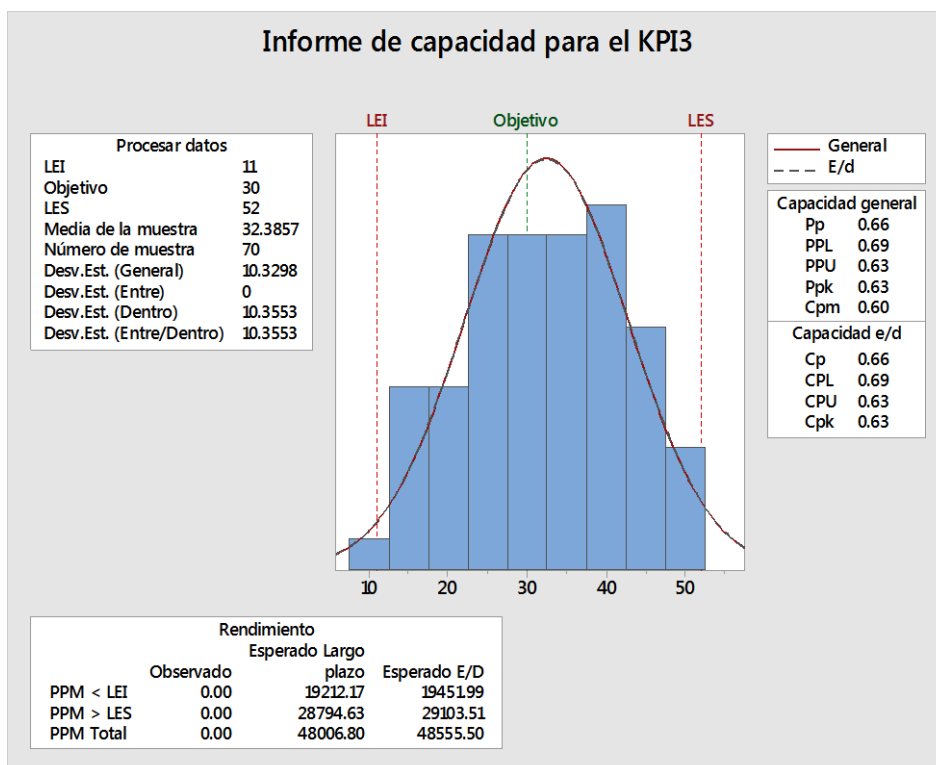 Informe de capacidad para el KPI3
LEI Objetivo LES
Procesar datos
LEI 11
Objetivo 30
LES 52
Media de la muestra 32.3857
Número de muestra 70
Desv.Est. (General) 10.3298
Desv.Est. (Entre) 0
Desv.Est. (Dentro) 10.3553
Desv.Est. (Entre/Dentro) 10.3553
General
E/d
Capacidad general
Pp 0.66
PPL 0.69
PPU 0.63
Ppk 0.63
Cpm 0.60
Capacidad e/d
Cp 0.66
CPL 0.69
CPU 0.63
Cpk 0.63
10 20 30 40 50
Rendimiento
Esperado Largo
Observado plazo Esperado E/D
PPM < LEI 0.00 19212.17 19451.99
PPM > LES 0.00 28794.63 29103.51
PPM Total 0.00 48006.80 48555.50